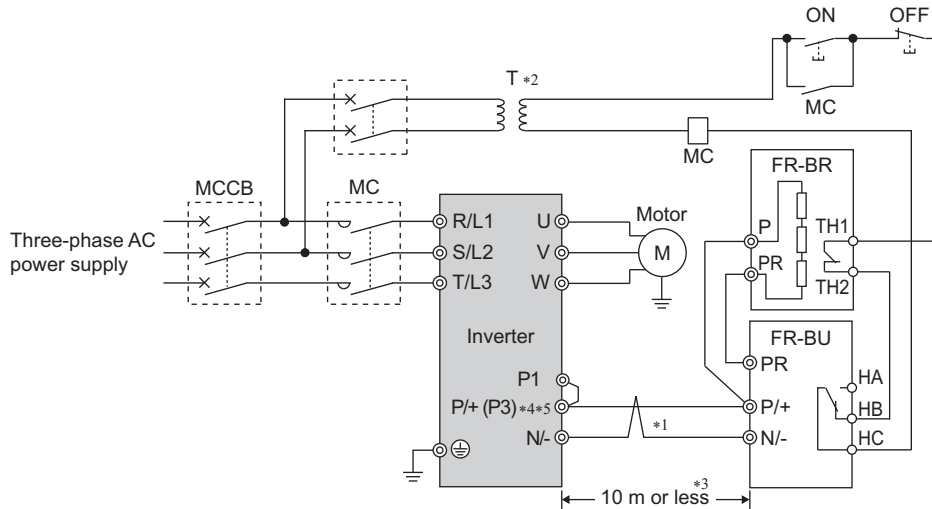 ON
OFF
T *2
MC
MC
FR-BR
MCCB
MC
R/L1
U
Motor
P
TH1
Three-phase AC
power supply
S/L2
V
M
PR
TH2
T/L3
W
Inverter
FR-BU
PR
P1
HA
P/+ (P3) *4*5
P/+
HB
*1
N/-
N/-
HC
10 m or less *3